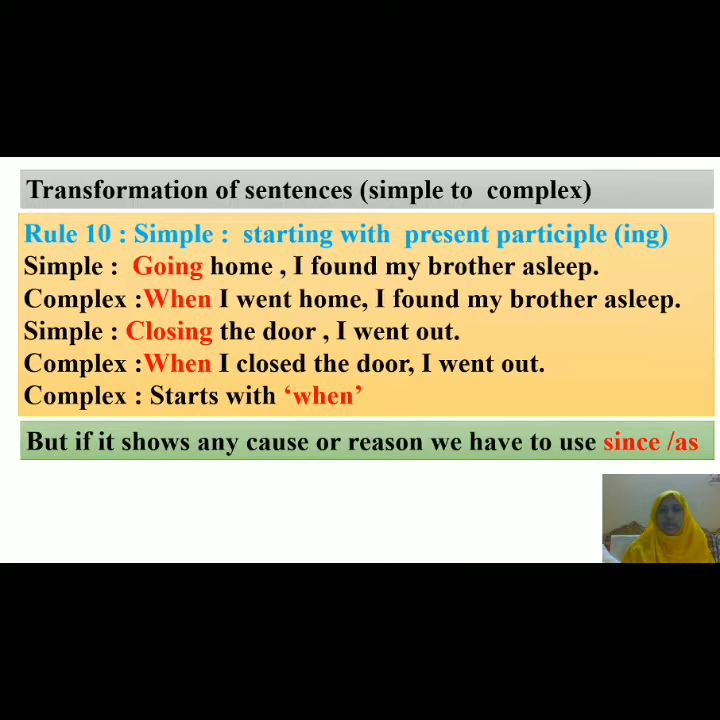 Transformation of sentences (simple to complex)
Rule 10 : Simple : starting with present participle (ing)
Simple : Going home , I found my brother asleep.
Complex :When I went home, I found my brother asleep.
Simple : Closing the door , I went out.
Complex :When I closed the door, I went out.
Complex : Starts with ‘when’
But if it shows any cause or reason we have to use since /as